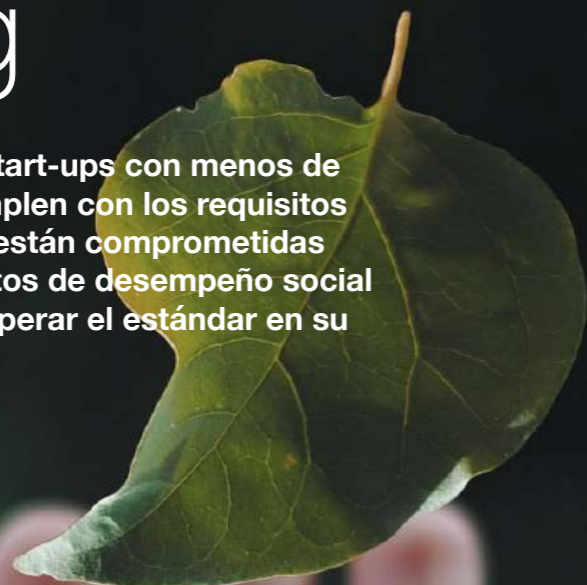 g
tart-ups con menos de
plen con los requisitos
están comprometidas
tos de desempeño social
perar el estándar en su